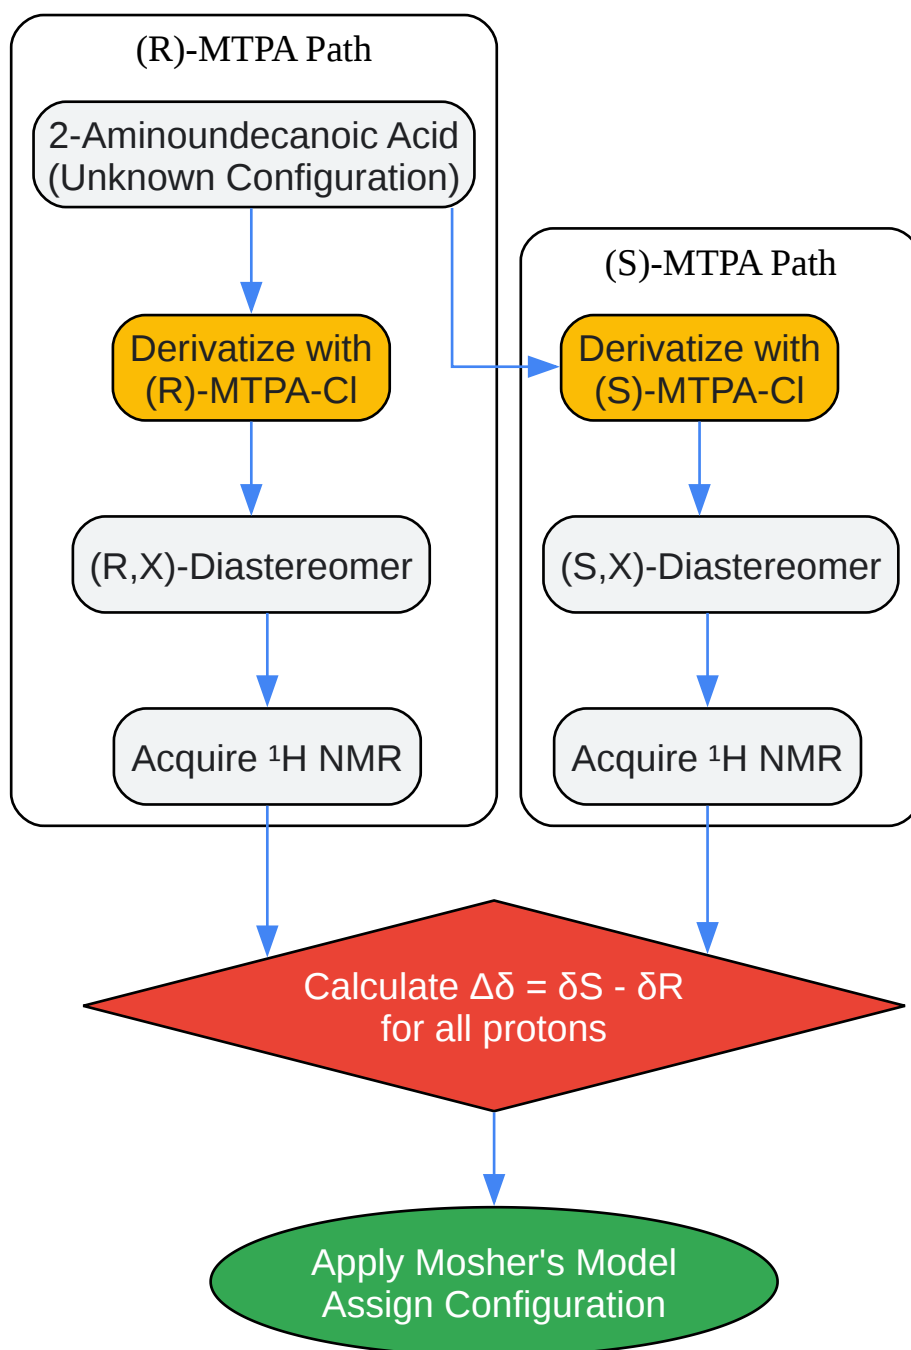 (R)-MTPA Path
2-Aminoundecanoic Acid
(Unknown Configuration)
(S)-MTPA Path
Derivatize with
(R)-MTPA-Cl
Derivatize with
(S)-MTPA-Cl
(R,X)-Diastereomer
(S,X)-Diastereomer
Acquire ¹H NMR
Acquire ¹H NMR
Calculate Δδ = δS - δR
for all protons
Apply Mosher's Model
Assign Configuration